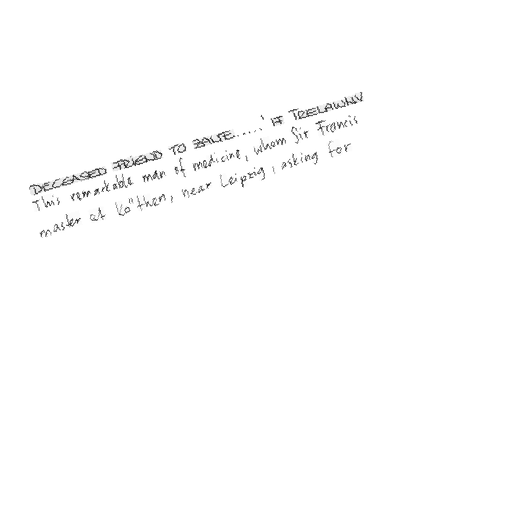 DECEASED FRIEND TO SAVE.....; IF TRELAWNY
This remarkable man of medicine, whom Sir Francis
master at Ko"then, near Leipzig, asking for